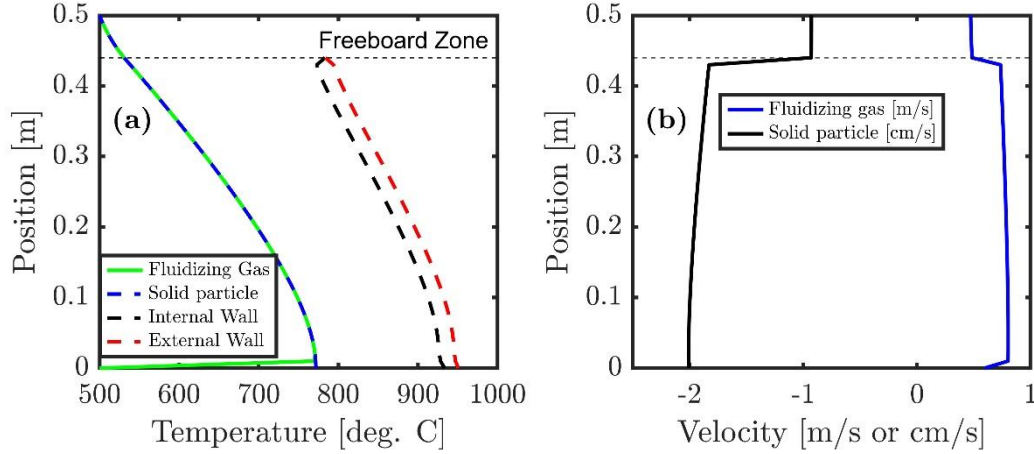 0.5
0.4
0.3
0.2
0.1
0
Position [m]
Freeboard Zone
(a)
Fluidizing Gas
Solid particle
Internal Wall
External Wall
500 600 700 800 900 1000
Temperature [deg. C]
0.5
0.4
0.3
0.2
0.1
0
Position [m]
Fluidizing gas [m/s]
Solid particle [cm/s]
(b)
-2 -1 0 1
Velocity [m/s or cm/s]